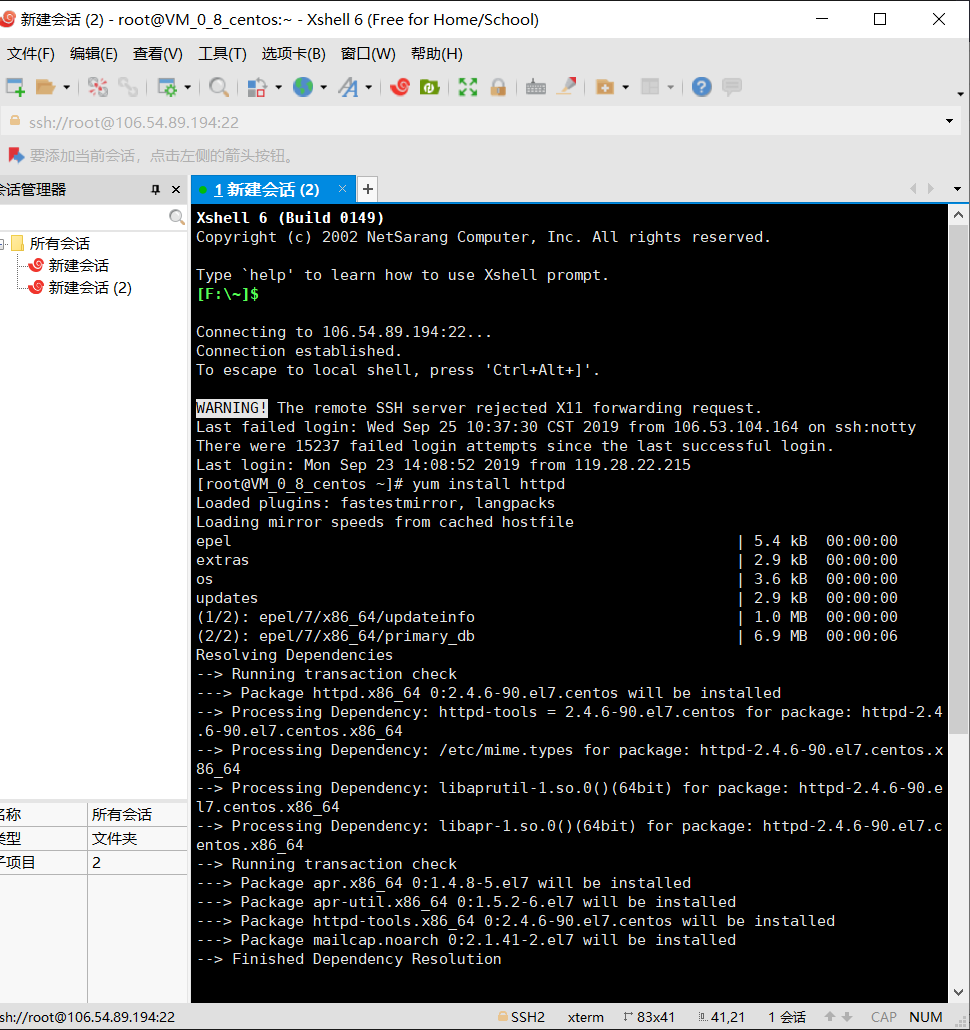 新建会话 (2) - root@VM_0_8_centos:~ - Xshell 6 (Free for Home/School)
文件(F) 编辑(E) 查看(V) 工具(T) 选项卡(B) 窗口(W) 帮助(H)
ssh://root@106.54.89.194:22
要添加当前会话，点击左侧的箭头按钮。
会话管理器
1 新建会话 (2)
所有会话
新建会话
新建会话 (2)
名称 所有会话
类型 文件夹
子项目 2
Xshell 6 (Build 0149)
Copyright (c) 2002 NetSarang Computer, Inc. All rights reserved.
Type `help' to learn how to use Xshell prompt.
[F:\~]$
Connecting to 106.54.89.194:22...
Connection established.
To escape to local shell, press 'Ctrl+Alt+]'.
WARNING! The remote SSH server rejected X11 forwarding request.
Last failed login: Wed Sep 25 10:37:30 CST 2019 from 106.53.104.164 on ssh:notty
There were 15237 failed login attempts since the last successful login.
Last login: Mon Sep 23 14:08:52 2019 from 119.28.22.215
[root@VM_0_8_centos ~]# yum install httpd
Loaded plugins: fastestmirror, langpacks
Loading mirror speeds from cached hostfile
epel | 5.4 kB 00:00:00
extras | 2.9 kB 00:00:00
os | 3.6 kB 00:00:00
updates | 2.9 kB 00:00:00
(1/2): epel/7/x86_64/updateinfo | 1.0 MB 00:00:00
(2/2): epel/7/x86_64/primary_db | 6.9 MB 00:00:06
Resolving Dependencies
--> Running transaction check
---> Package httpd.x86_64 0:2.4.6-90.el7.centos will be installed
--> Processing Dependency: httpd-tools = 2.4.6-90.el7.centos for package: httpd-2.4
.6-90.el7.centos.x86_64
--> Processing Dependency: /etc/mime.types for package: httpd-2.4.6-90.el7.centos.x
86_64
--> Processing Dependency: libaprutil-1.so.0()(64bit) for package: httpd-2.4.6-90.e
l7.centos.x86_64
--> Processing Dependency: libapr-1.so.0()(64bit) for package: httpd-2.4.6-90.el7.c
entos.x86_64
--> Running transaction check
---> Package apr.x86_64 0:1.4.8-5.el7 will be installed
---> Package apr-util.x86_64 0:1.5.2-6.el7 will be installed
---> Package httpd-tools.x86_64 0:2.4.6-90.el7.centos will be installed
---> Package mailcap.noarch 0:2.1.41-2.el7 will be installed
--> Finished Dependency Resolution
sh://root@106.54.89.194:22 SSH2 xterm 83x41 41,21 1 会话 CAP NUM